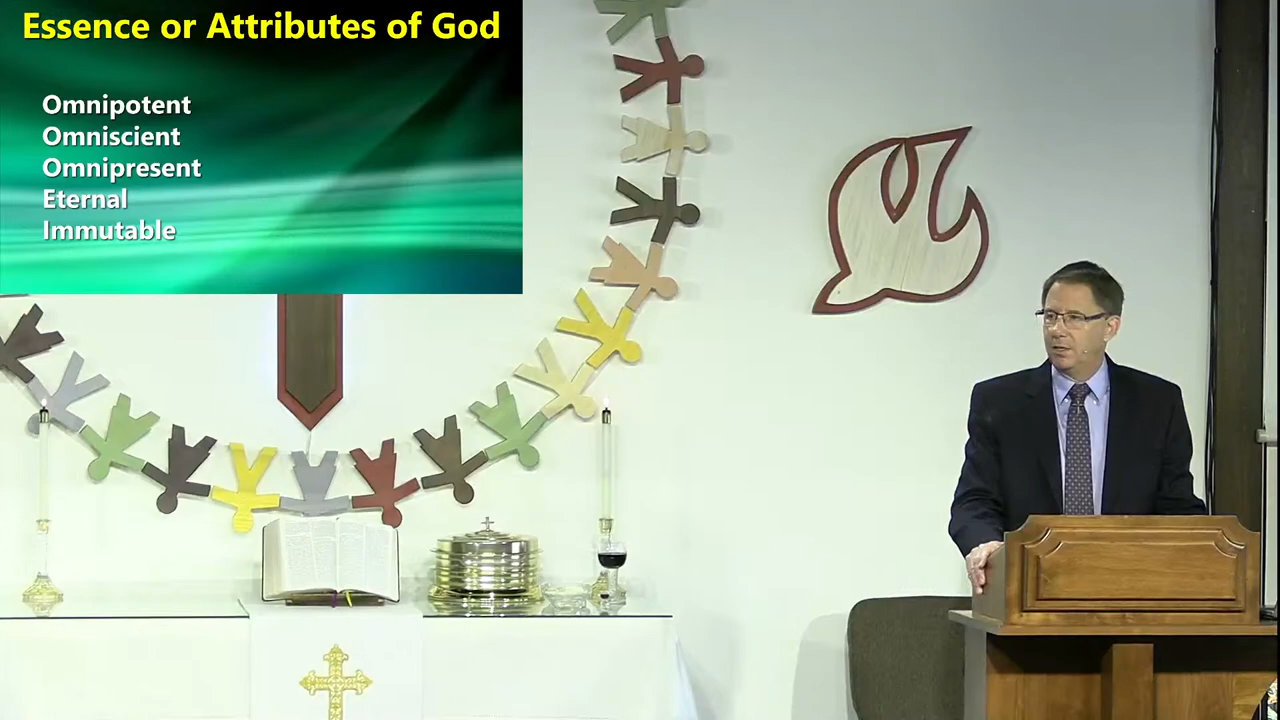 Essence or Attributes of God
Omnipotent
Omniscient
Omnipresent
Eternal
Immutable